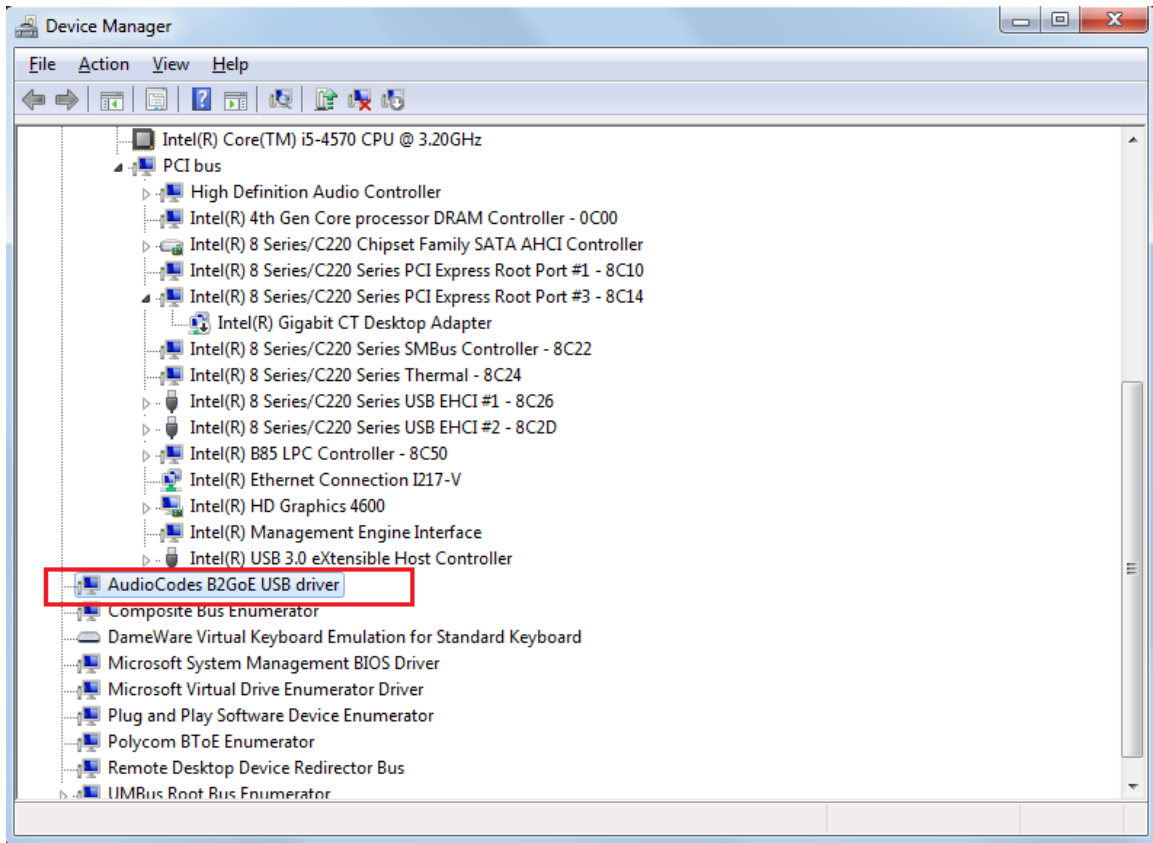 Device Manager
File Action View Help
Intel(R) Core(TM) i5-4570 CPU @ 3.20GHz
PCI bus
High Definition Audio Controller
Intel(R) 4th Gen Core processor DRAM Controller - 0C00
Intel(R) 8 Series/C220 Chipset Family SATA AHCI Controller
Intel(R) 8 Series/C220 Series PCI Express Root Port #1 - 8C10
Intel(R) 8 Series/C220 Series PCI Express Root Port #3 - 8C14
Intel(R) Gigabit CT Desktop Adapter
Intel(R) 8 Series/C220 Series SMBus Controller - 8C22
Intel(R) 8 Series/C220 Series Thermal - 8C24
Intel(R) 8 Series/C220 Series USB EHCI #1 - 8C26
Intel(R) 8 Series/C220 Series USB EHCI #2 - 8C2D
Intel(R) B85 LPC Controller - 8C50
Intel(R) Ethernet Connection I217-V
Intel(R) HD Graphics 4600
Intel(R) Management Engine Interface
Intel(R) USB 3.0 eXtensible Host Controller
AudioCodes B2GoE USB driver
Composite Bus Enumerator
DameWare Virtual Keyboard Emulation for Standard Keyboard
Microsoft System Management BIOS Driver
Microsoft Virtual Drive Enumerator Driver
Plug and Play Software Device Enumerator
Polycom BToE Enumerator
Remote Desktop Device Redirector Bus
UMBus Root Bus Enumerator